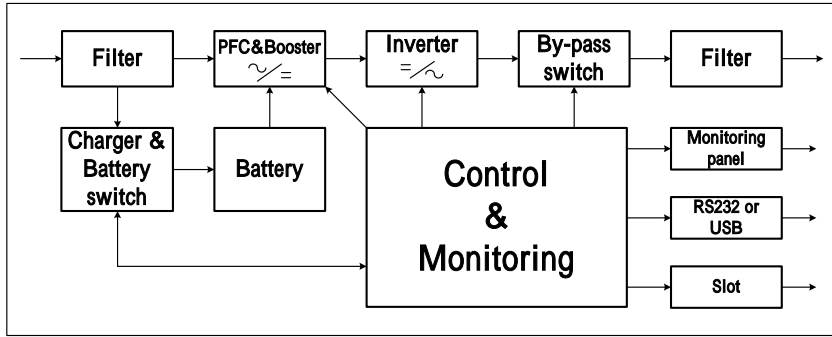 Filter
PFC&Booster
Inverter
By-pass
switch
Filter
Charger &
Battery
switch
Battery
Control
&
Monitoring
Monitoring
panel
RS232 or
USB
Slot